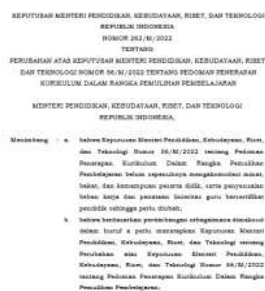 KEPUTUSAN MENTERI PENDIDIKAN, KEBUDAYAAN, RISET, DAN TEKNOLOGI
REPUBLIK INDONESIA
NOMOR 262/M/2022
TENTANG
PERUBAHAN ATAS KEPUTUSAN MENTERI PENDIDIKAN, KEBUDAYAAN, RISET
DAN TEKNOLOGI NOMOR 56/M/2022 TENTANG PEDOMAN PENERAPAN
KURIKULUM DALAM RANGKA PEMULIHAN PEMBELAJARAN
MENTERI PENDIDIKAN, KEBUDAYAAN, RISET, DAN TEKNOLOGI
REPUBLIK INDONESIA,
Menimbang : a. bahwa Keputusan Menteri Pendidikan, Kebudayaan, Riset,
dan Teknologi Nomor 56/M/2022 tentang Pedoman
Penerapan Kurikulum Dalam Rangka Pemulihan
Pembelajaran belum sepenuhnya mengakomodasi minat,
bakat, dan kemampuan peserta didik, serta penyesuaian
beban kerja dan penataan linieritas guru bersertifikat
pendidik sehingga perlu diubah;
b. bahwa berdasarkan pertimbangan sebagaimana dimaksud
dalam huruf a perlu menetapkan Keputusan Menteri
Pendidikan, Kebudayaan, Riset, dan Teknologi tentang
Perubahan atas Keputusan Menteri Pendidikan,
Kebudayaan, Riset, dan Teknologi Nomor 56/M/2022
tentang Pedoman Penerapan Kurikulum Dalam Rangka
Pemulihan Pembelajaran;